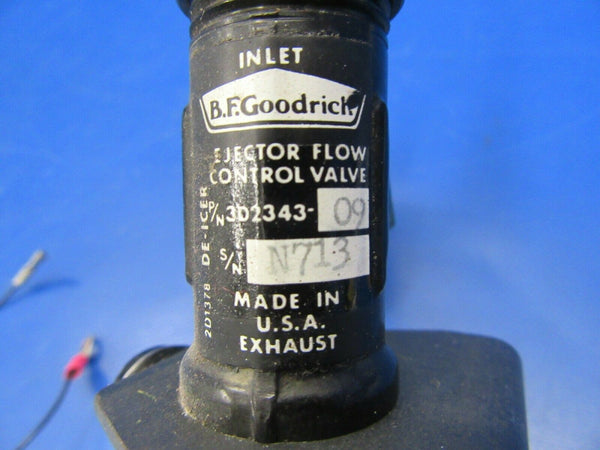 INLET
B.F.Goodrich
EJECTOR FLOW
CONTROL VALVE
P/N 3D2343-09
S/N N713
MADE IN
U.S.A.
EXHAUST
2D1378 DE-ICER